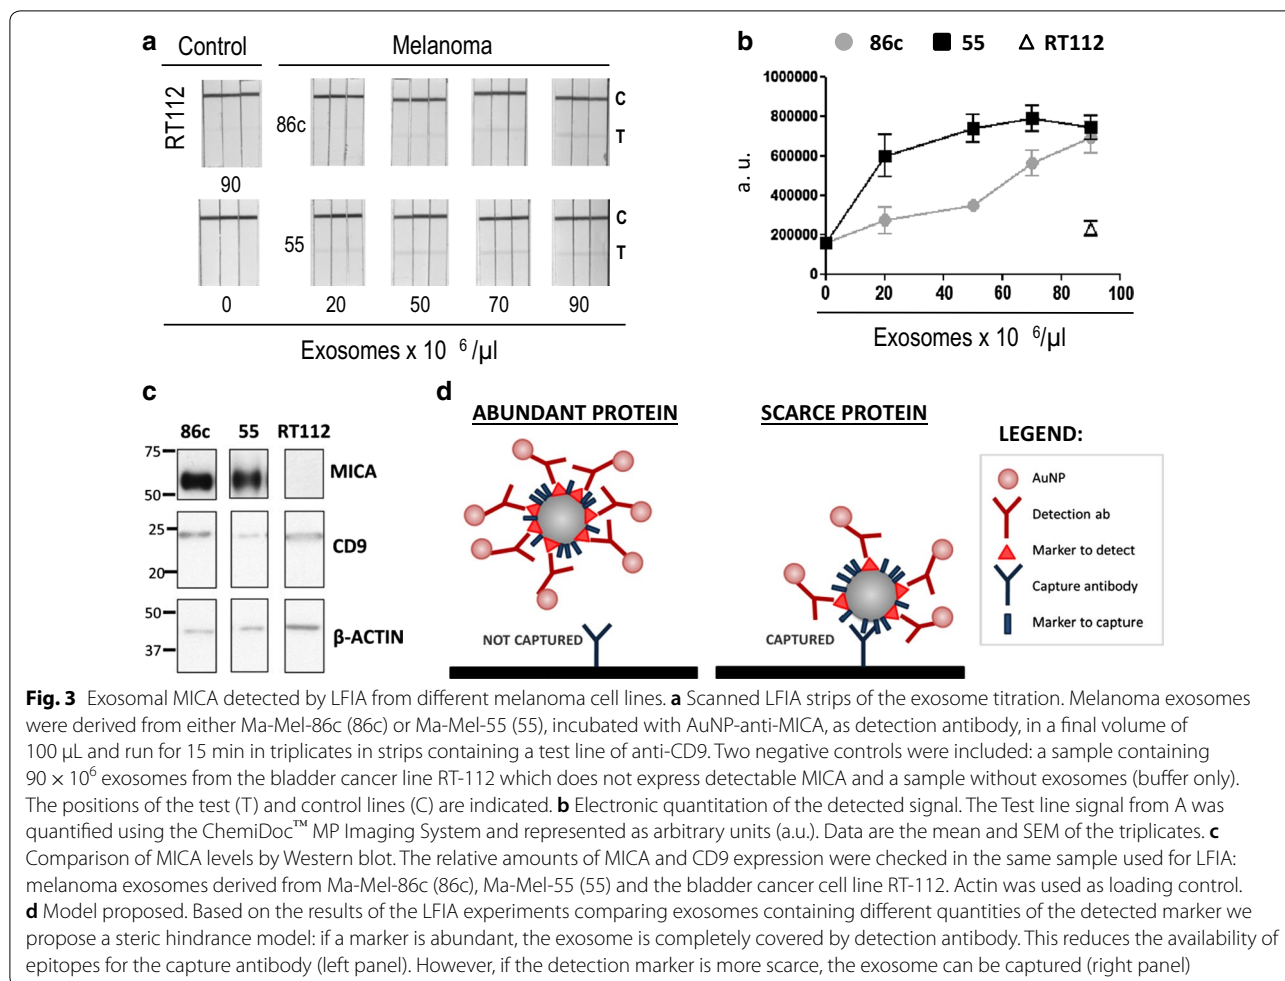 a
Control
Melanoma
RT112
86c
C
T
90
55
C
T
0
20
50
70
90
Exosomes x 10 6 /µl
b
86c
55
RT112
1000000
800000
600000
400000
200000
0
a. u.
0
20
40
60
80
100
Exosomes x 10 6 /µl
c
86c
55
RT112
75
50
MICA
25
20
CD9
50
37
β-ACTIN
d
ABUNDANT PROTEIN
SCARCE PROTEIN
NOT CAPTURED
CAPTURED
LEGEND:
AuNP
Detection ab
Marker to detect
Capture antibody
Marker to capture
Fig. 3 Exosomal MICA detected by LFIA from different melanoma cell lines. a Scanned LFIA strips of the exosome titration. Melanoma exosomes
were derived from either Ma-Mel-86c (86c) or Ma-Mel-55 (55), incubated with AuNP-anti-MICA, as detection antibody, in a final volume of
100 µL and run for 15 min in triplicates in strips containing a test line of anti-CD9. Two negative controls were included: a sample containing
90 × 10⁶ exosomes from the bladder cancer line RT-112 which does not express detectable MICA and a sample without exosomes (buffer only).
The positions of the test (T) and control lines (C) are indicated. b Electronic quantitation of the detected signal. The Test line signal from A was
quantified using the ChemiDoc™ MP Imaging System and represented as arbitrary units (a.u.). Data are the mean and SEM of the triplicates. c
Comparison of MICA levels by Western blot. The relative amounts of MICA and CD9 expression were checked in the same sample used for LFIA:
melanoma exosomes derived from Ma-Mel-86c (86c), Ma-Mel-55 (55) and the bladder cancer cell line RT-112. Actin was used as loading control.
d Model proposed. Based on the results of the LFIA experiments comparing exosomes containing different quantities of the detected marker we
propose a steric hindrance model: if a marker is abundant, the exosome is completely covered by detection antibody. This reduces the availability of
epitopes for the capture antibody (left panel). However, if the detection marker is more scarce, the exosome can be captured (right panel)